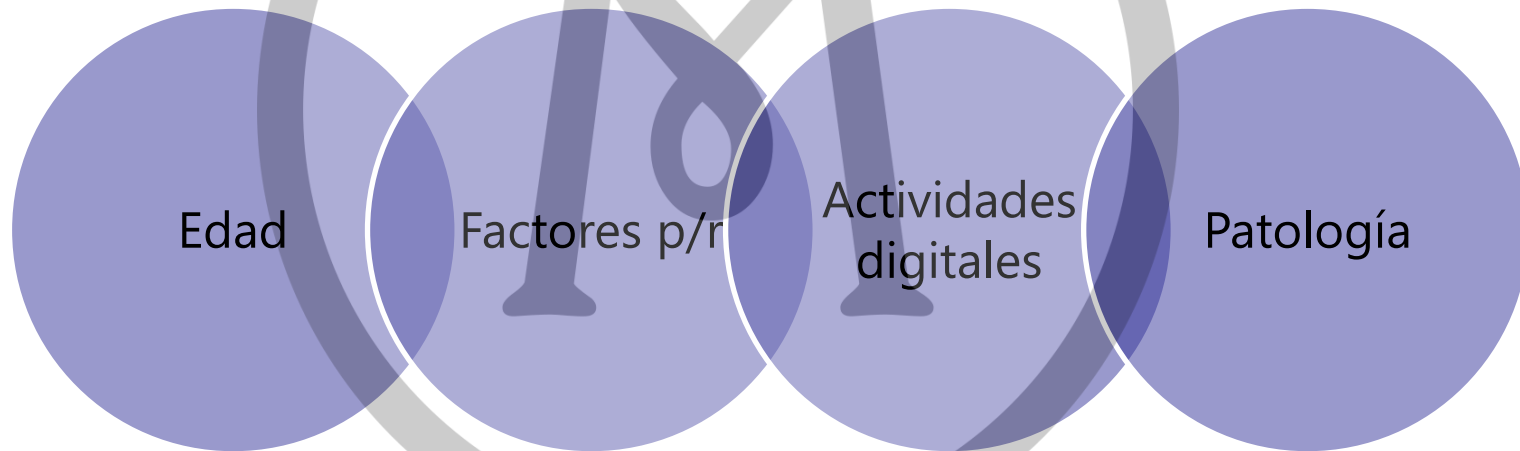 Edad
Factores p/r
Actividades
digitales
Patología